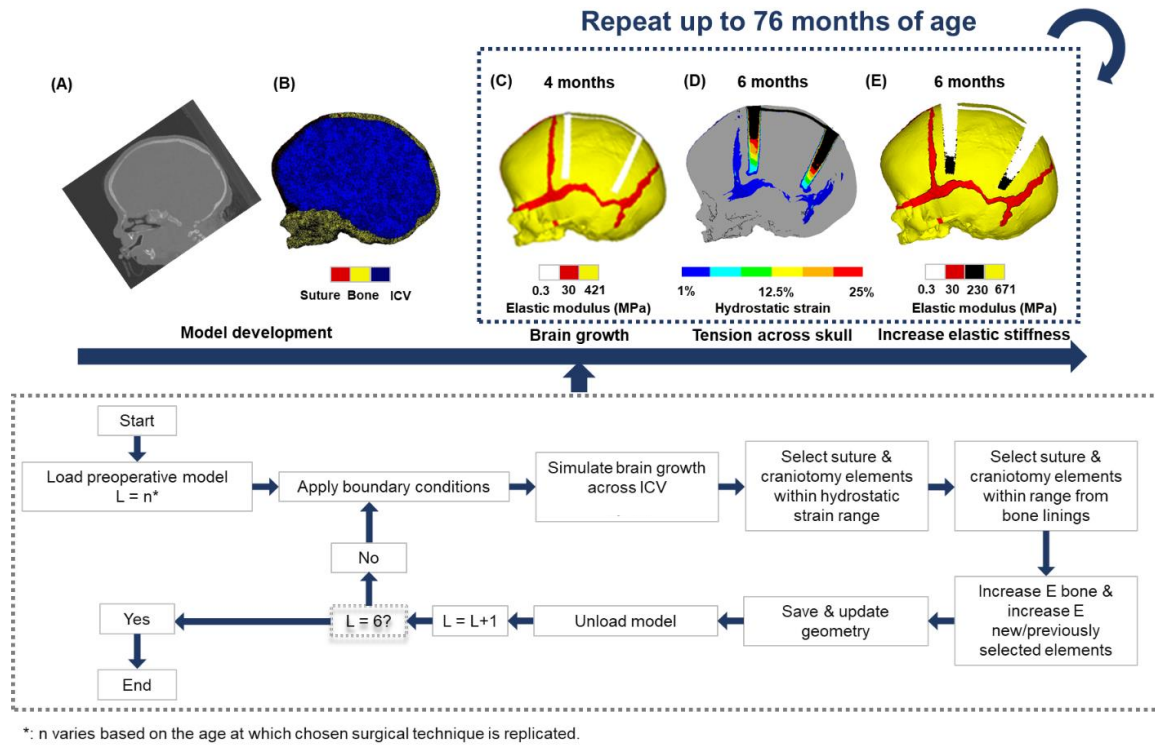 Repeat up to 76 months of age
(A)
(B)
(C)
4 months
(D)
6 months
(E)
6 months
Suture Bone ICV
0.3 30 421
Elastic modulus (MPa)
1% 12.5% 25%
Hydrostatic strain
0.3 30 230 671
Elastic modulus (MPa)
Model development
Brain growth
Tension across skull
Increase elastic stiffness
Start
Load preoperative model
L = n*
Apply boundary conditions
Simulate brain growth
across ICV
.
Select suture &
craniotomy elements
within hydrostatic
strain range
Select suture &
craniotomy elements
within range from
bone linings
No
Yes
L = 6?
L = L+1
Unload model
Save & update
geometry
Increase E bone &
increase E
new/previously
selected elements
End
*: n varies based on the age at which chosen surgical technique is replicated.